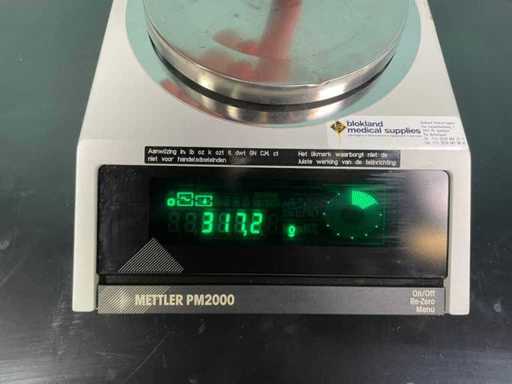 blokland
medical supplies
Aanwijzing in. lb oz k ozt ft dwt GN C.M. ct
niet voor handelsdoeleinden
Het ijkmerk waarborgt niet de
juiste werking van de telinrichting
317,2 g
METTLER PM2000
On/Off
Re-Zero
Menu